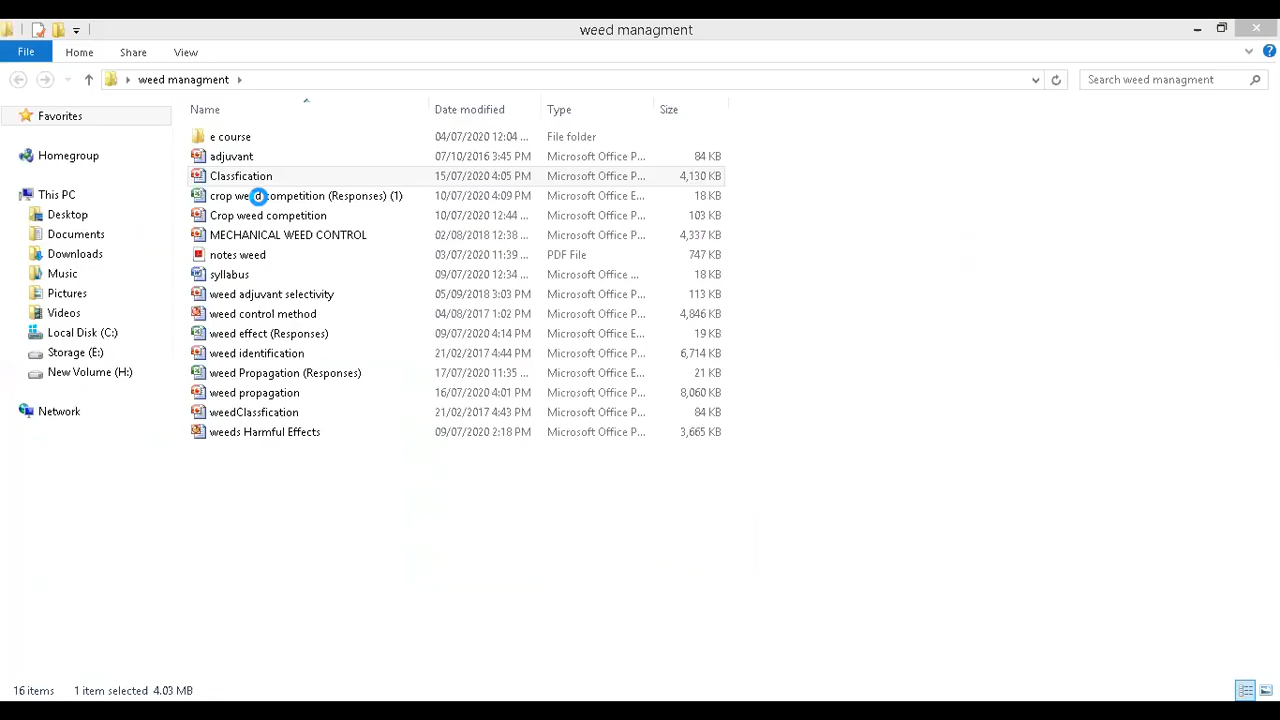 weed managment
File Home Share View
weed managment Search weed managment
Name Date modified Type Size
Favorites
Homegroup
This PC
Desktop
Documents
Downloads
Music
Pictures
Videos
Local Disk (C:)
Storage (E:)
New Volume (H:)
Network
e course 04/07/2020 12:04 ... File folder
adjuvant 07/10/2016 3:45 PM Microsoft Office P... 84 KB
Classfication 15/07/2020 4:05 PM Microsoft Office P... 4,130 KB
crop weed competition (Responses) (1) 10/07/2020 4:09 PM Microsoft Office E... 18 KB
Crop weed competition 10/07/2020 12:44 ... Microsoft Office P... 103 KB
MECHANICAL WEED CONTROL 02/08/2018 12:38 ... Microsoft Office P... 4,337 KB
notes weed 03/07/2020 11:39 ... PDF File 747 KB
syllabus 09/07/2020 12:34 ... Microsoft Office ... 18 KB
weed adjuvant selectivity 05/09/2018 3:03 PM Microsoft Office P... 113 KB
weed control method 04/08/2017 1:02 PM Microsoft Office P... 4,846 KB
weed effect (Responses) 09/07/2020 4:14 PM Microsoft Office E... 19 KB
weed identification 21/02/2017 4:44 PM Microsoft Office P... 6,714 KB
weed Propagation (Responses) 17/07/2020 11:35 ... Microsoft Office E... 21 KB
weed propagation 16/07/2020 4:01 PM Microsoft Office P... 8,060 KB
weedClassfication 21/02/2017 4:43 PM Microsoft Office P... 84 KB
weeds Harmful Effects 09/07/2020 2:18 PM Microsoft Office P... 3,665 KB
16 items 1 item selected 4.03 MB